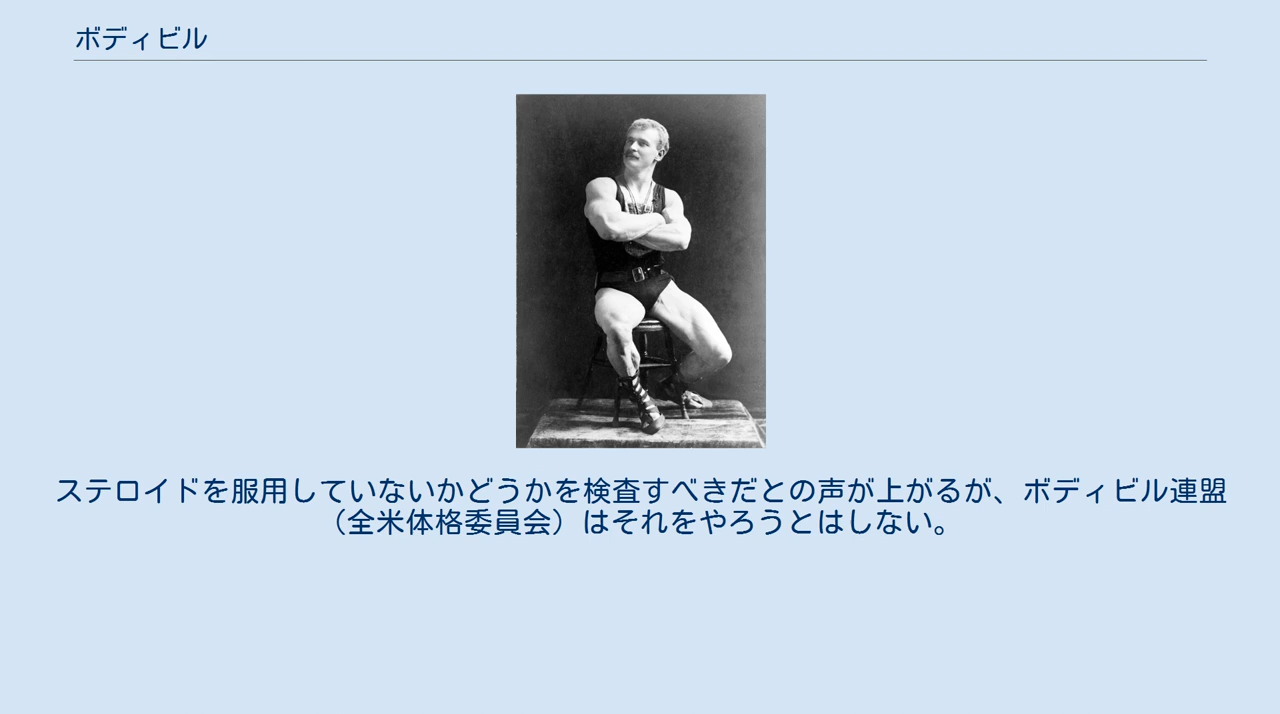 ボディビル
ステロイドを服用していないかどうかを検査すべきだとの声が上がるが、ボディビル連盟
（全米体格委員会）はそれをやろうとはしない。